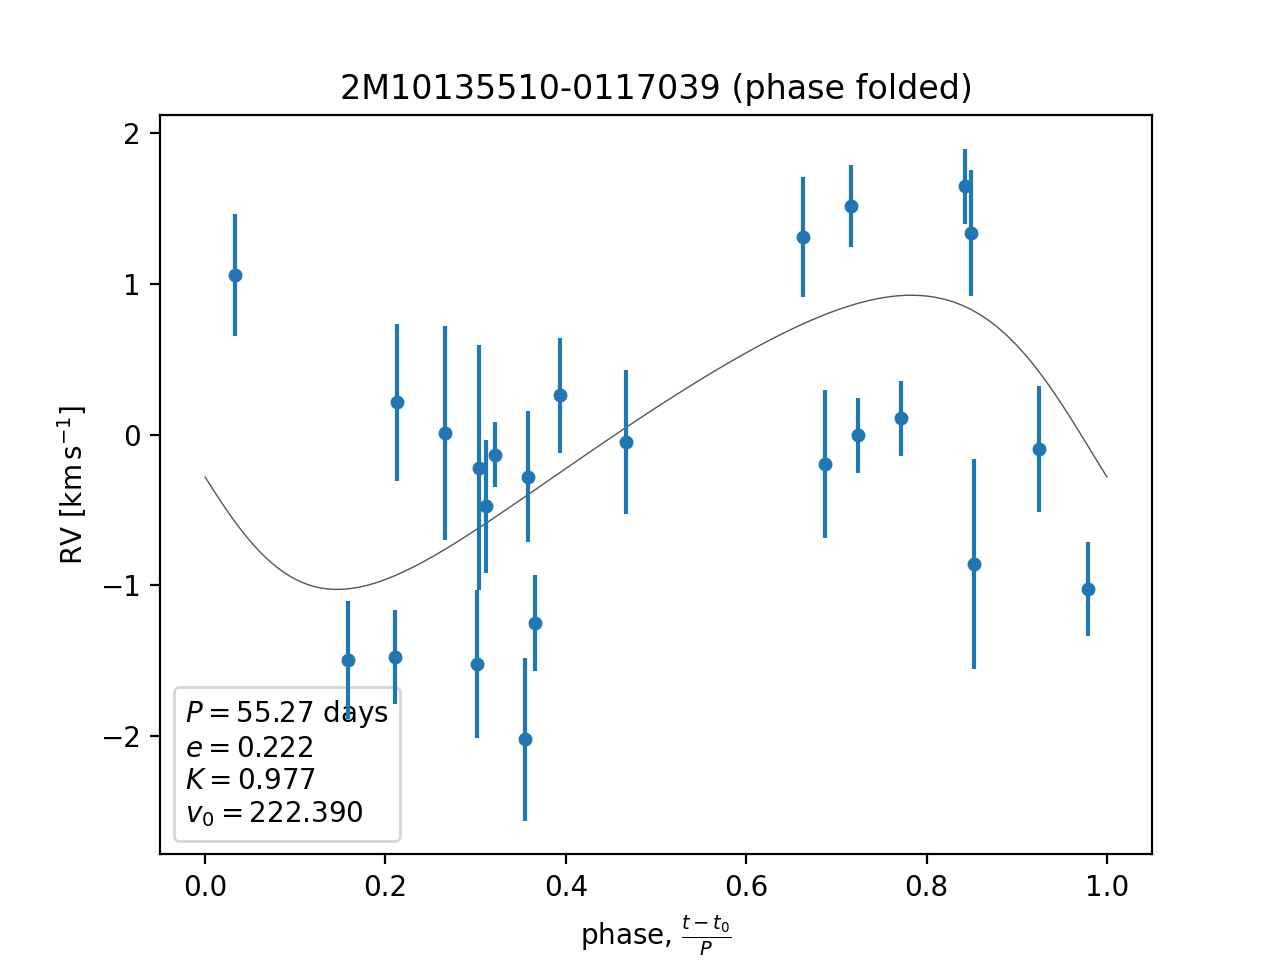 2M10135510-0117039 (phase folded)
2
1
0
−1
−2
RV [km s⁻¹]
P = 55.27 days
e = 0.222
K = 0.977
v₀ = 222.390
0.0 0.2 0.4 0.6 0.8 1.0
phase, (t − t₀)/P